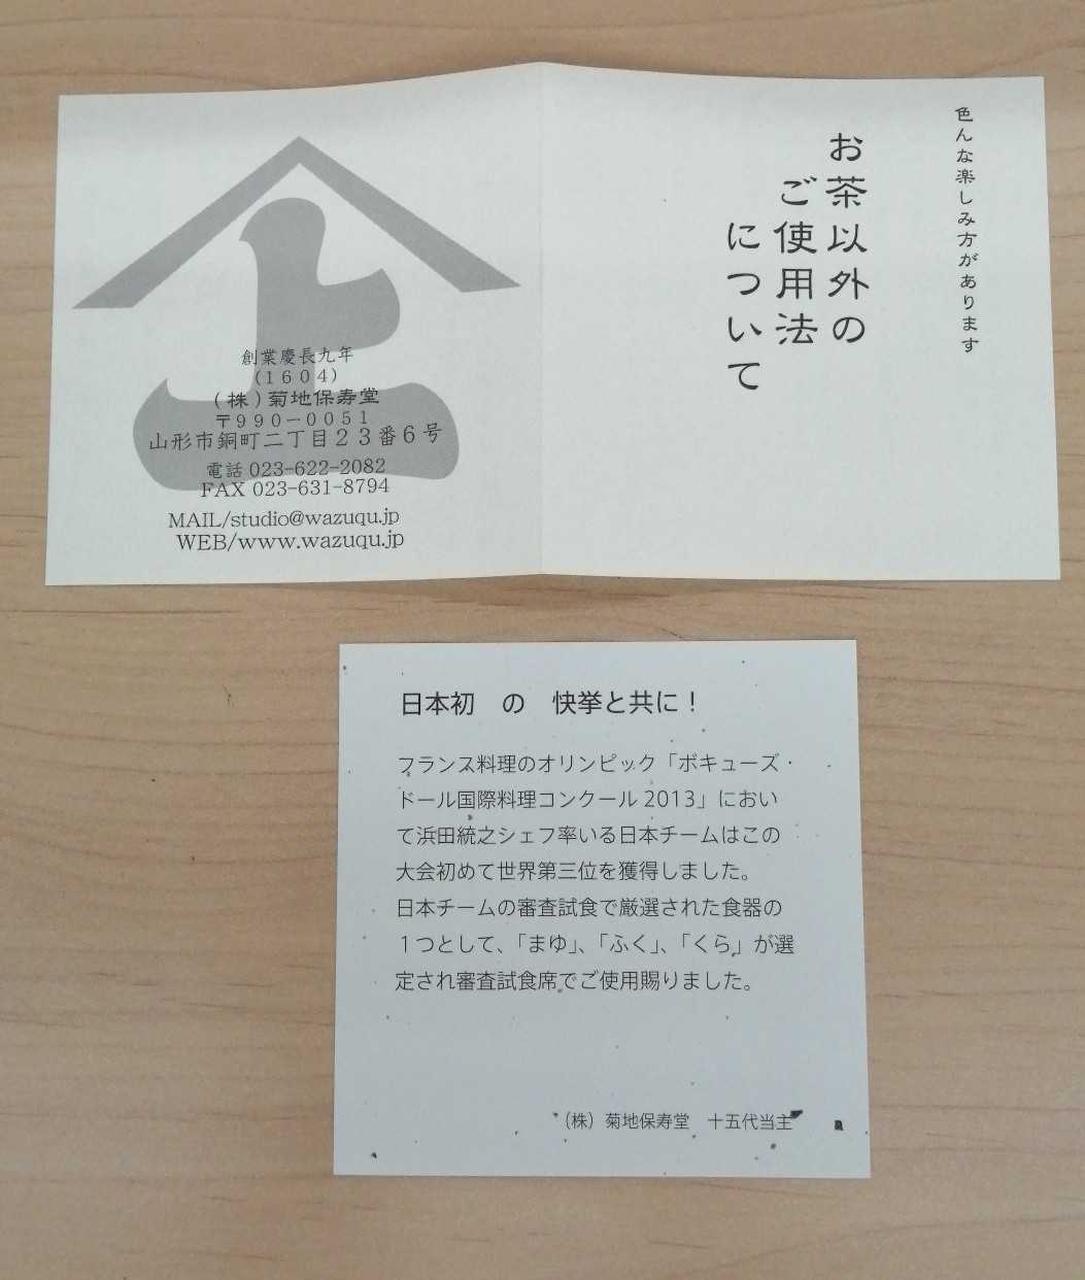 色んな楽しみ方があります
お茶以外の
ご使用法
について
上
創業慶長九年
(1604)
(株)菊地保寿堂
〒990-0051
山形市銅町二丁目23番6号
電話 023-622-2082
FAX 023-631-8794
MAIL/studio@wazuqu.jp
WEB/www.wazuqu.jp
日本初　の　快挙と共に！
フランス料理のオリンピック「ボキューズ・
ドール国際料理コンクール 2013」におい
て浜田統之シェフ率いる日本チームはこの
大会初めて世界第三位を獲得しました。
日本チームの審査試食で厳選された食器の
１つとして、「まゆ」、「ふく」、「くら」が選
定され審査試食席でご使用賜りました。
（株）菊地保寿堂　十五代当主